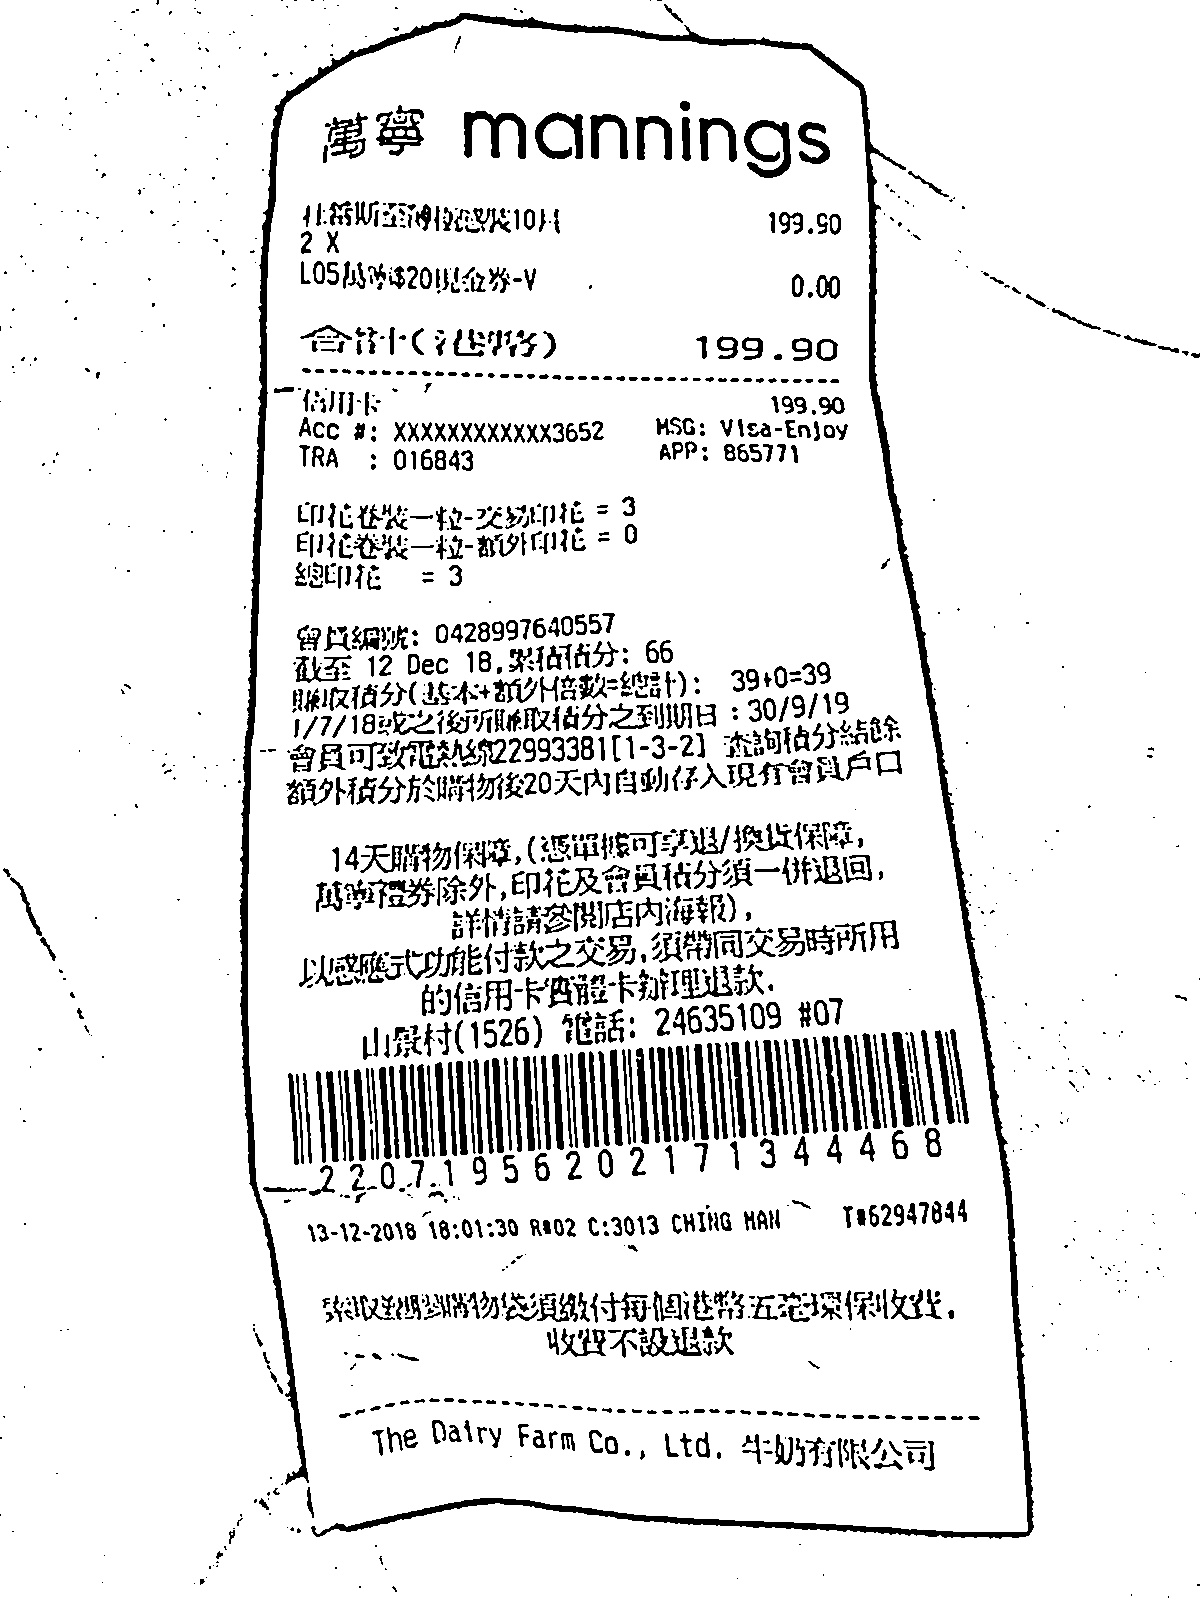 萬寧 mannings
杜蕾斯至薄位感裝10片 199.90
2 X
L05萬寧$20現金券-V 0.00
合計(港幣) 199.90
信用卡 199.90
Acc #: XXXXXXXXXXXX3652 MSG: Visa-Enjoy
TRA : 016843 APP: 865771
印花卷裝一粒-交易印花 = 3
印花卷裝一粒-額外印花 = 0
總印花 = 3
會員編號: 0428997640557
截至 12 Dec 18,累積積分: 66
賺取積分(基本+額外倍數=總計): 39+0=39
1/7/18或之後所賺取積分之到期日:30/9/19
會員可致電熱線22993381[1-3-2] 查詢積分結餘
額外積分於購物後20天內自動存入現有會員戶口
14天購物保障,(憑單據可享退/換貨保障,
萬寧禮券除外,印花及會員積分須一併退回,
詳情請參閱店內海報),
以感應式功能付款之交易,須帶同交易時所用
的信用卡實體卡辦理退款.
山景村(1526) 電話: 24635109 #07
2207195620217134468
13-12-2018 18:01:30 R#02 C:3013 CHING MAN T#62947844
索取塑膠購物袋須繳付每個港幣五毫環保收費.
收費不設退款
The Dairy Farm Co., Ltd. 牛奶有限公司